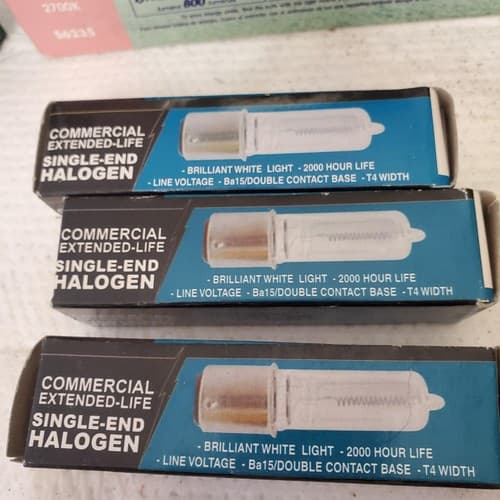 2700K
56235
800
COMMERCIAL
EXTENDED-LIFE
SINGLE-END
HALOGEN
- BRILLIANT WHITE LIGHT - 2000 HOUR LIFE
- LINE VOLTAGE - Ba15/DOUBLE CONTACT BASE - T4 WIDTH
COMMERCIAL
EXTENDED-LIFE
SINGLE-END
HALOGEN
- BRILLIANT WHITE LIGHT - 2000 HOUR LIFE
- LINE VOLTAGE - Ba15/DOUBLE CONTACT BASE - T4 WIDTH
COMMERCIAL
EXTENDED-LIFE
SINGLE-END
HALOGEN
- BRILLIANT WHITE LIGHT - 2000 HOUR LIFE
- LINE VOLTAGE - Ba15/DOUBLE CONTACT BASE - T4 WIDTH